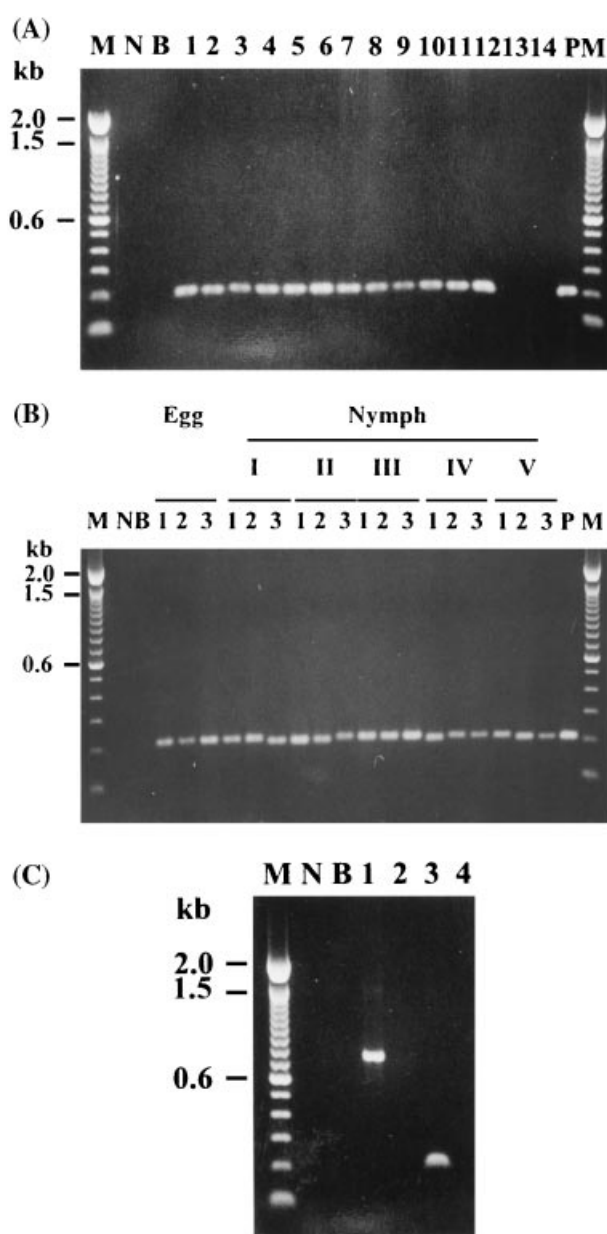 (A)
M N B 1 2 3 4 5 6 7 8 9 10 11 12 13 14 P M
kb
2.0
1.5
0.6
(B)
Egg Nymph
I II III IV V
M N B 1 2 3 1 2 3 1 2 3 1 2 3 1 2 3 1 2 3 P M
kb
2.0
1.5
0.6
(C)
M N B 1 2 3 4
kb
2.0
1.5
0.6